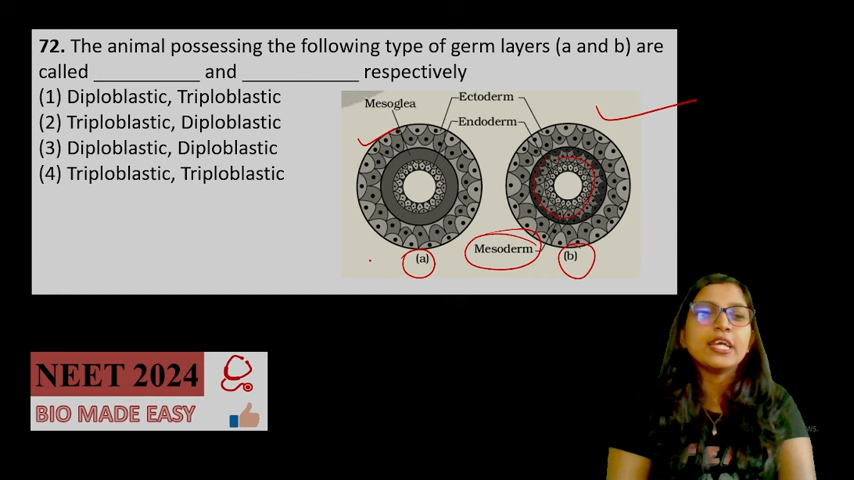 72. The animal possessing the following type of germ layers (a and b) are
called __________ and ___________ respectively
(1) Diploblastic, Triploblastic
(2) Triploblastic, Diploblastic
(3) Diploblastic, Diploblastic
(4) Triploblastic, Triploblastic
Mesoglea
Ectoderm
Endoderm
Mesoderm
(a)
(b)
NEET 2024
BIO MADE EASY